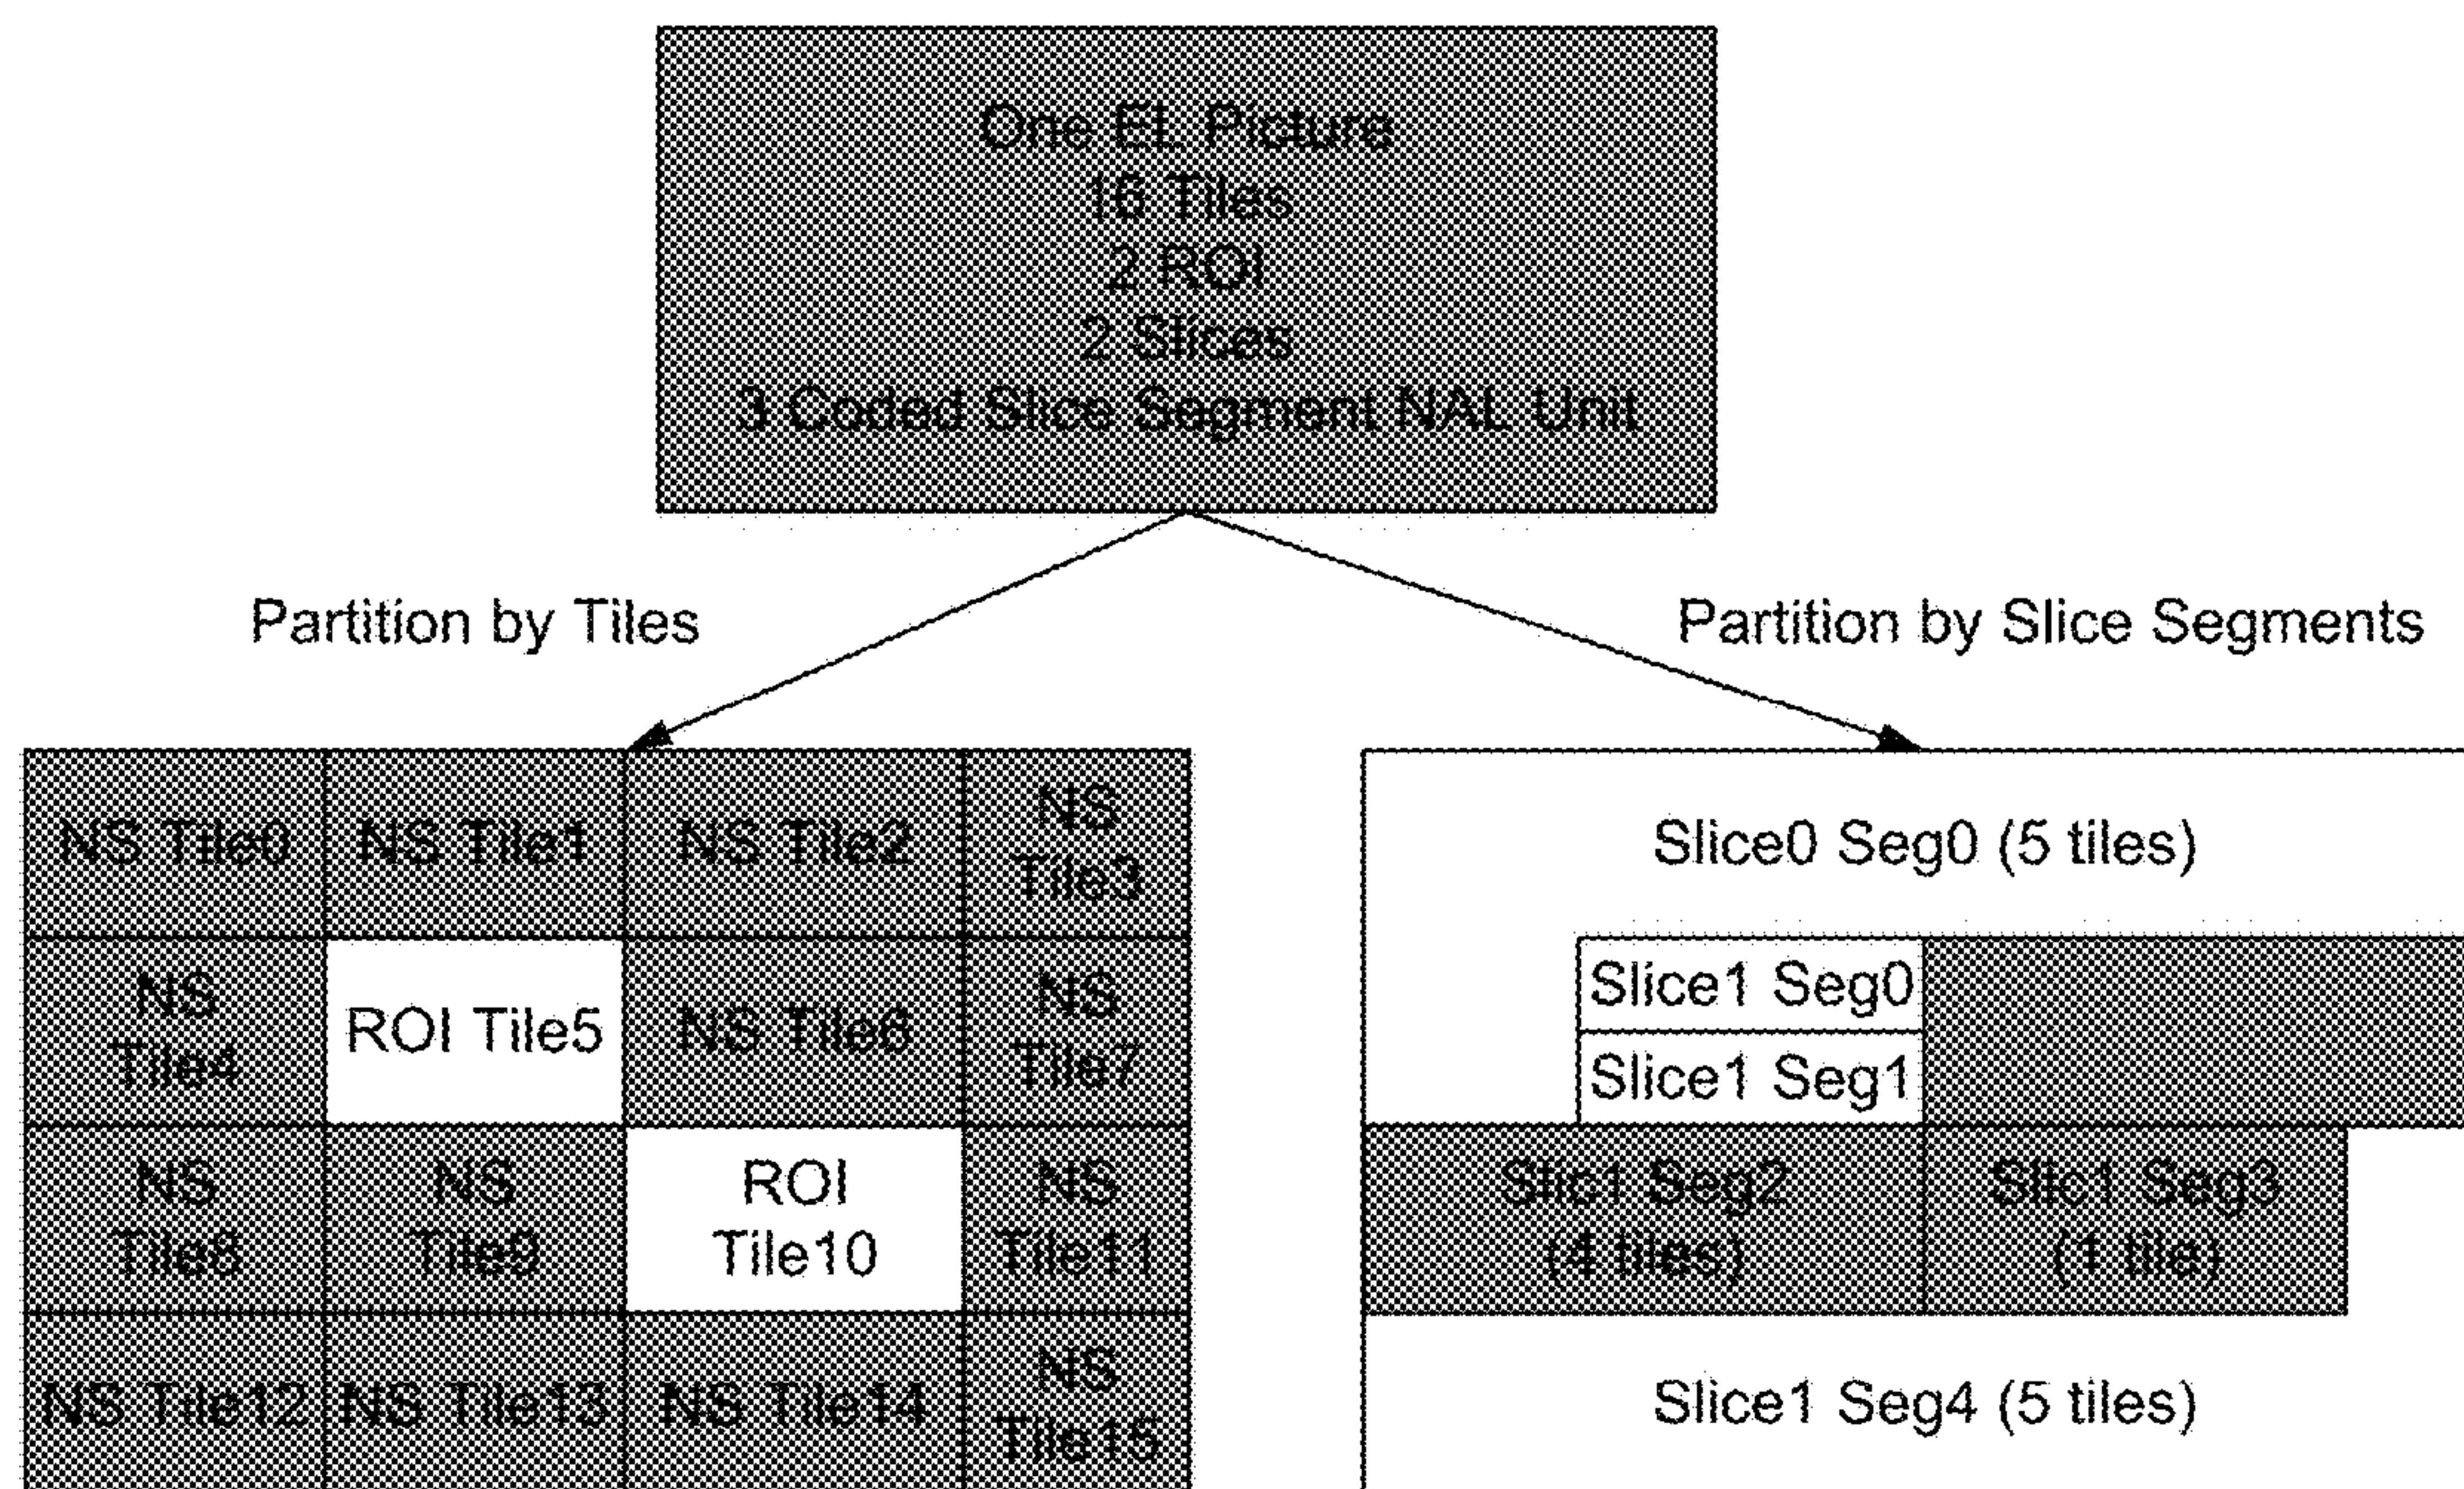 One EL Picture
16 Tiles
2 ROI
2 Slices
3 Coded Slice Segment NAL Unit
Partition by Tiles
Partition by Slice Segments
NS Tile0
NS Tile1
NS Tile2
NS
Tile3
NS
Tile4
ROI Tile5
NS Tile6
NS
Tile7
NS
Tile8
NS
Tile9
ROI
Tile10
NS
Tile11
NS Tile12
NS Tile13
NS Tile14
NS
Tile15
Slice0 Seg0 (5 tiles)
Slice1 Seg0
Slice1 Seg1
Slic1 Seg2
(4 tiles)
Slic1 Seg3
(1 tile)
Slice1 Seg4 (5 tiles)